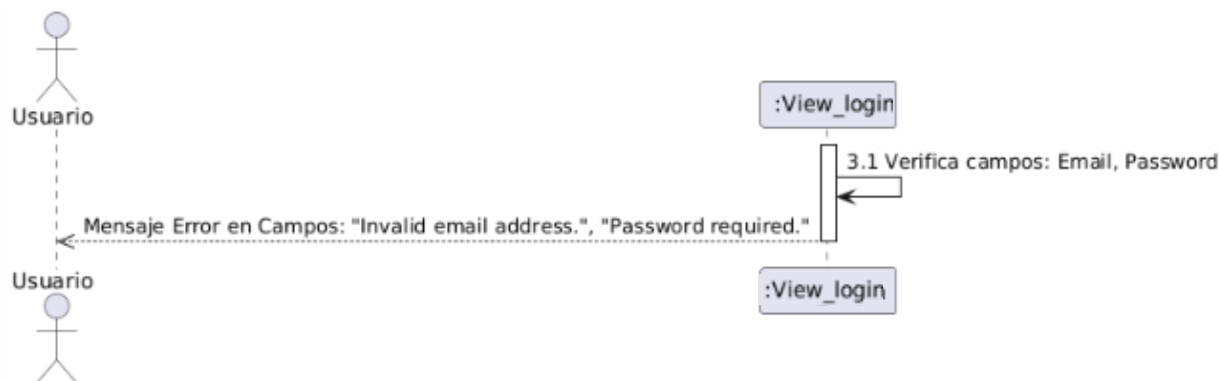 Usuario
:View_login
3.1 Verifica campos: Email, Password
Mensaje Error en Campos: "Invalid email address.", "Password required."
Usuario
:View_login